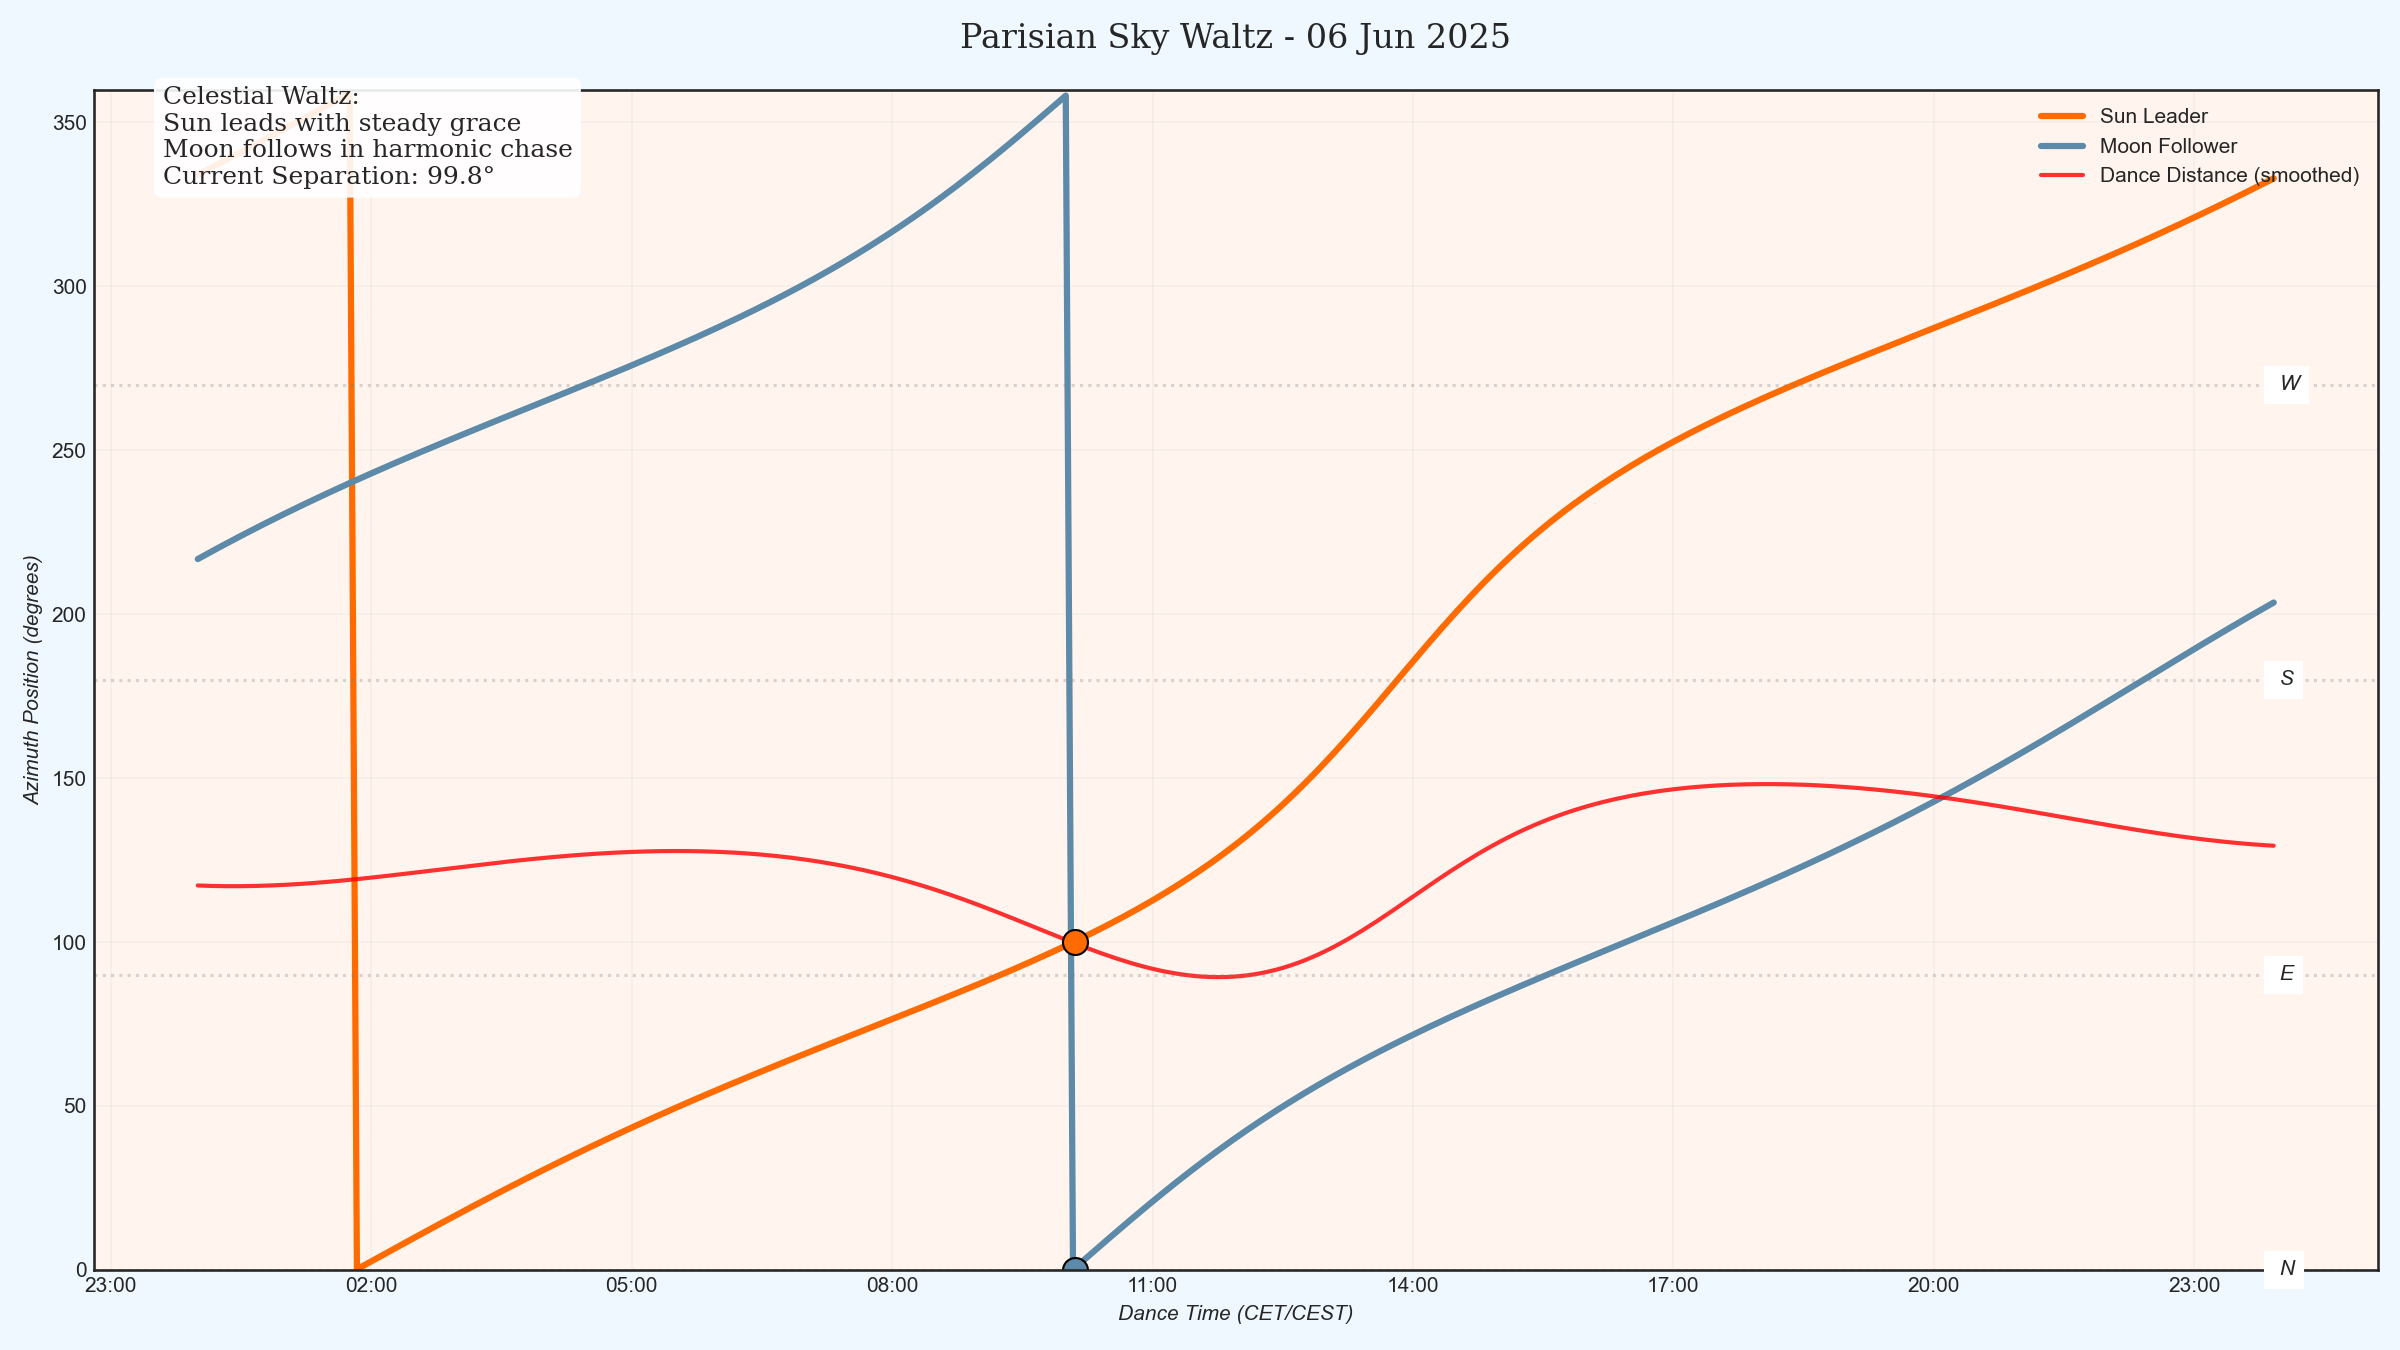 Parisian Sky Waltz - 06 Jun 2025
Celestial Waltz:
Sun leads with steady grace
Moon follows in harmonic chase
Current Separation: 99.8°
Sun Leader
Moon Follower
Dance Distance (smoothed)
Azimuth Position (degrees)
350
300
250
200
150
100
50
0
W
S
E
N
23:00
02:00
05:00
08:00
11:00
14:00
17:00
20:00
23:00
Dance Time (CET/CEST)